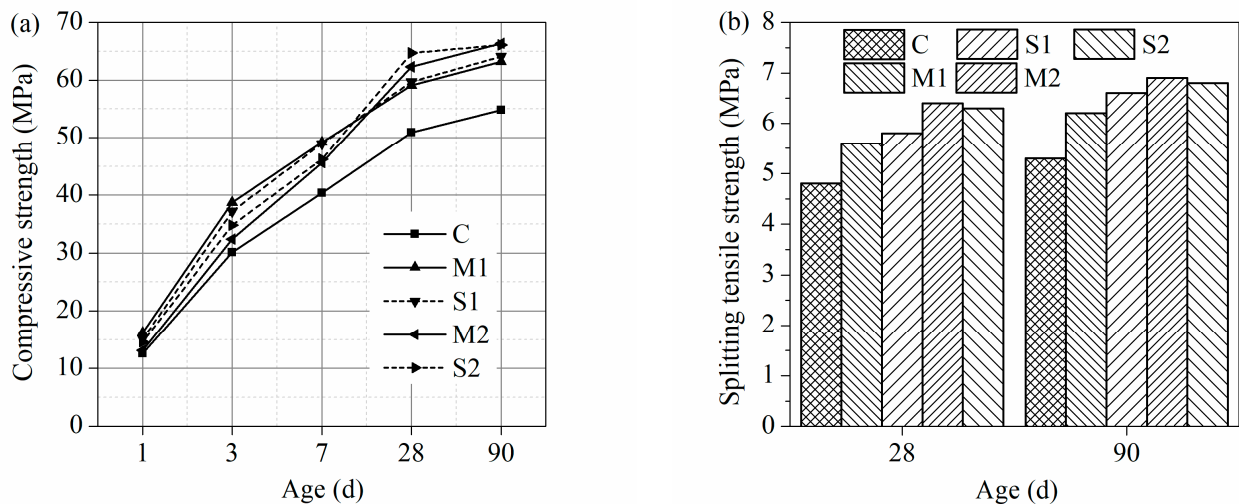 (a)
Compressive strength (MPa)
70
60
50
40
30
20
10
0
C
M1
S1
M2
S2
1 3 7 28 90
Age (d)
(b)
Splitting tensile strength (MPa)
8
7
6
5
4
3
2
1
0
C S1 S2
M1 M2
28 90
Age (d)